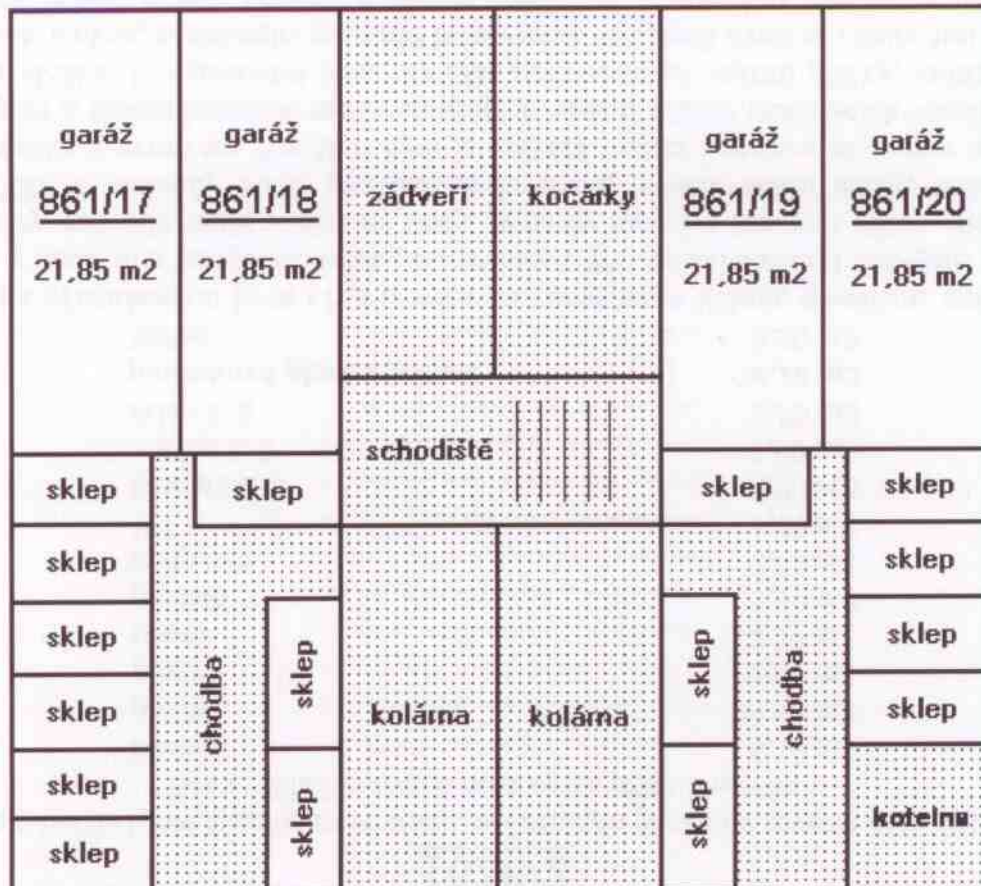 garáž
861/17
21,85 m2
garáž
861/18
21,85 m2
zádveří
kočárky
garáž
861/19
21,85 m2
garáž
861/20
21,85 m2
schodiště
sklep
sklep
sklep
sklep
sklep
sklep
sklep
chodba
sklep
sklep
kolárna
kolárna
sklep
sklep
sklep
chodba
sklep
sklep
sklep
sklep
kotelna